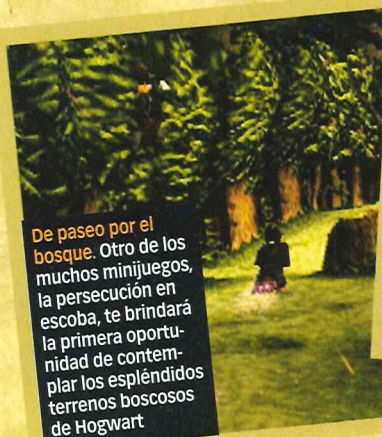 De paseo por el
bosque. Otro de los
muchos minijuegos,
la persecución en
escoba, te brindará
la primera oportu-
nidad de contem-
plar los espléndidos
terrenos boscosos
de Hogwart